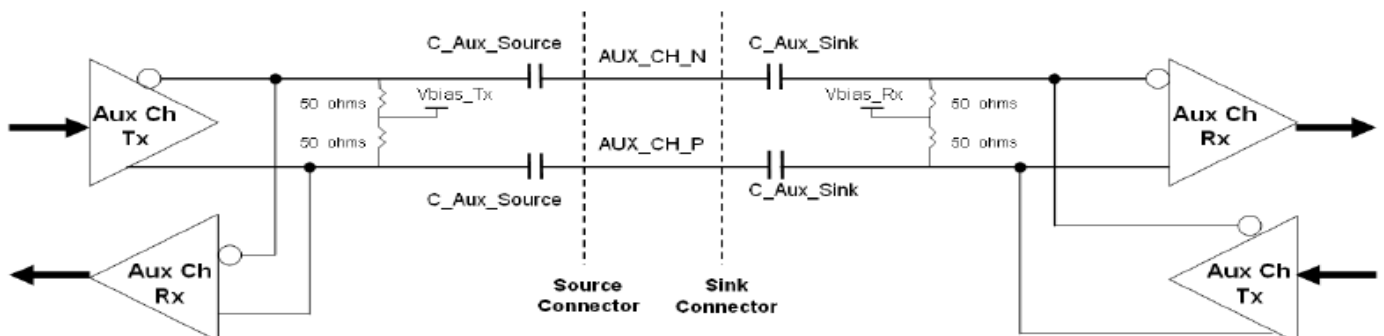 C_Aux_Source
AUX_CH_N
C_Aux_Sink
Aux Ch
Tx
50 ohms
Vbias_Tx
50 ohms
Vbias_Rx
50 ohms
50 ohms
Aux Ch
Rx
AUX_CH_P
C_Aux_Source
C_Aux_Sink
Aux Ch
Rx
Source
Connector
Sink
Connector
Aux Ch
Tx